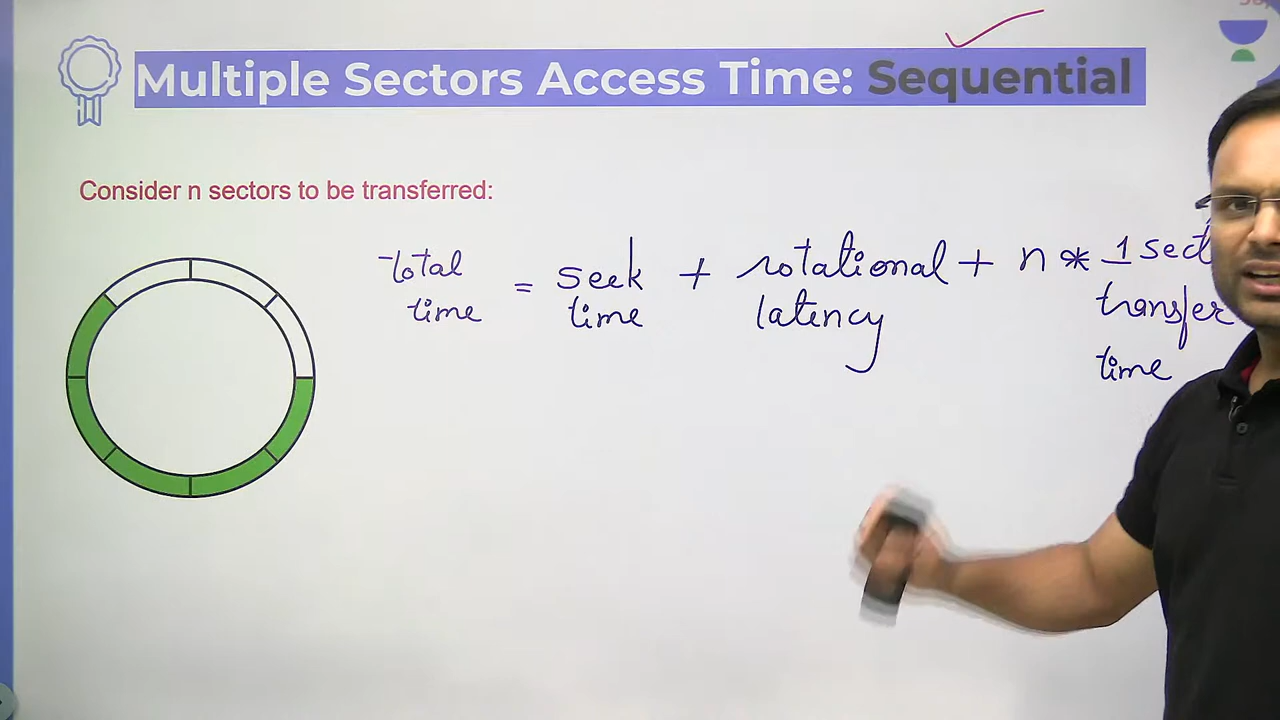 Multiple Sectors Access Time: Sequential
Consider n sectors to be transferred:
total time = seek time + rotational latency + n * 1 sect
transfer
time